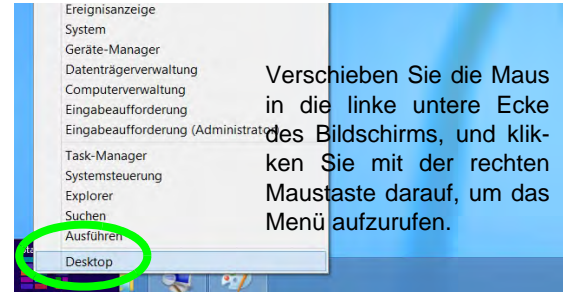 Ereignisanzeige
System
Geräte-Manager
Datenträgerverwaltung
Computerverwaltung
Eingabeaufforderung
Eingabeaufforderung (Administrator)
Task-Manager
Systemsteuerung
Explorer
Suchen
Ausführen
Desktop
Verschieben Sie die Maus
in die linke untere Ecke
des Bildschirms, und klik-
ken Sie mit der rechten
Maustaste darauf, um das
Menü aufzurufen.